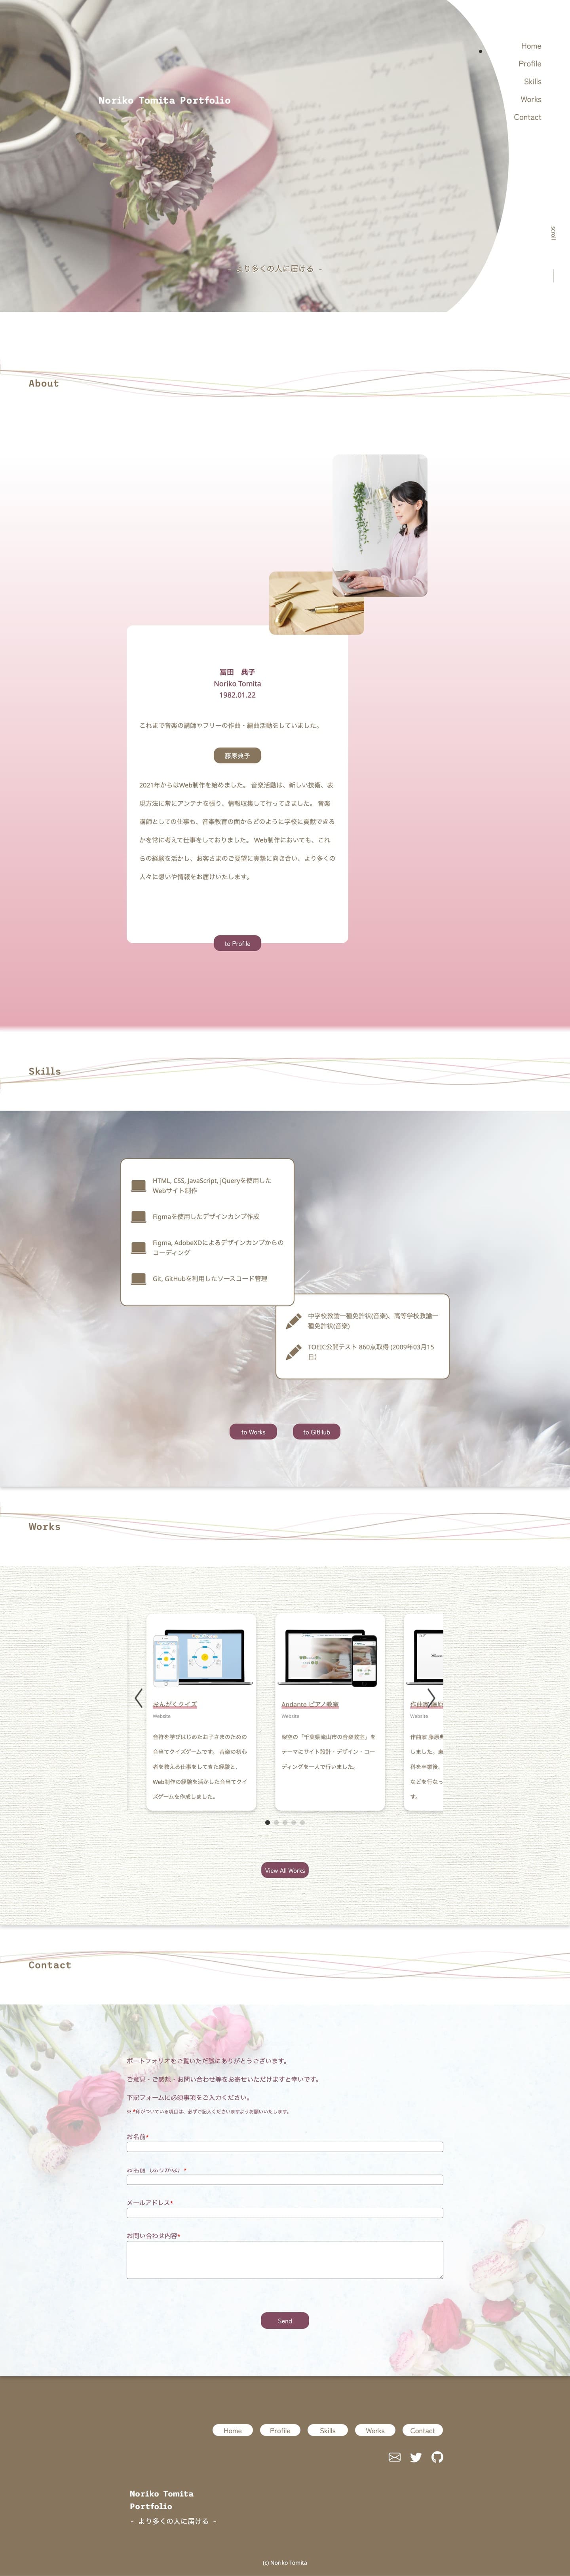 Home
Profile
Noriko Tomita Portfolio
Skills
Works
Contact
scroll
より多くの人に届ける -
About
冨田 典子
Noriko Tomita
1982.01.22
これまで音楽の講師やフリーの作曲・編曲活動をしていました。
藤原典子
2021年からはWeb制作を始めました。 音楽活動は、新しい技術、表
現方法に常にアンテナを張り、情報収集して行ってきました。 音楽
講師としての仕事も、音楽教育の面からどのように学校に貢献できる
かを常に考えて仕事をしておりました。 Web制作においても、これ
らの経験を活かし、お客さまのご要望に真摯に向き合い、より多くの
人々に想いや情報をお届けいたします。
to Profile
Skills
HTML, CSS, JavaScript, jQueryを使用した
Webサイト制作
Figmaを使用したデザインカンプ作成
Figma, AdobeXDによるデザインカンプからの
コーディング
Git, GitHubを利用したソースコード管理
中学校教諭一種免許状(音楽)、高等学校教諭一
種免許状(音楽)
TOEIC公開テスト 860点取得 (2009年03月15
日)
to Works
to GitHub
Works
おんがくクイズ
Website
音符を学びはじめたお子さまのための
音当てクイズゲームです。 音楽の初心
者を教える仕事をしてきた経験と、
Web制作の経験を活かした音当てクイ
ズゲームを作成しました。
Andante ピアノ教室
Website
架空の「千葉県流山市の音楽教室」を
テーマにサイト設計・デザイン・コー
ディングを一人で行いました。
作曲家 藤原
Website
作曲家 藤原典
しました。東
科を卒業後、
などを行なっ
す。
View All Works
Contact
ポートフォリオをご覧いただき誠にありがとうございます。
ご意見・ご感想・お問い合わせ等をお寄せいただけますと幸いです。
下記フォームに必須事項をご入力ください。
※ *印がついている項目は、必ずご記入くださいますようお願いいたします。
お名前*
メールアドレス*
お問い合わせ内容*
Send
Home
Profile
Skills
Works
Contact
Noriko Tomita
Portfolio
- より多くの人に届ける -
(c) Noriko Tomita